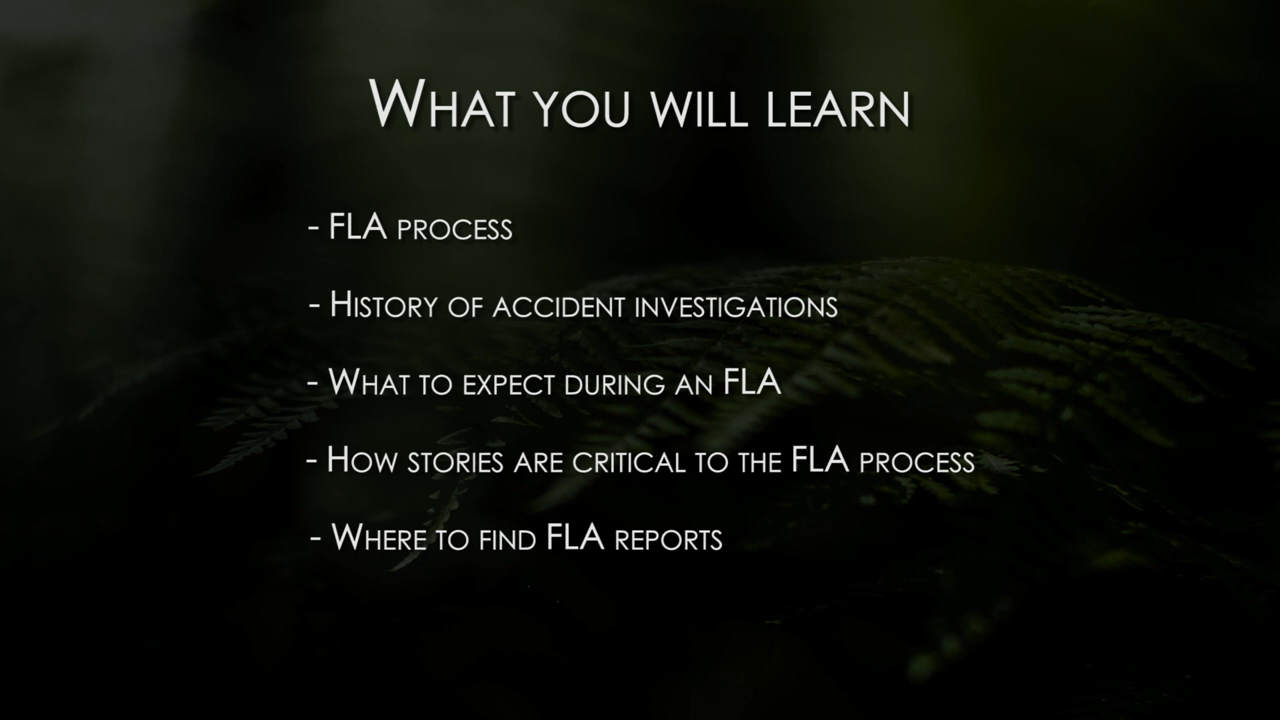 What you will learn
- FLA process
- History of accident investigations
- What to expect during an FLA
- How stories are critical to the FLA process
- Where to find FLA reports